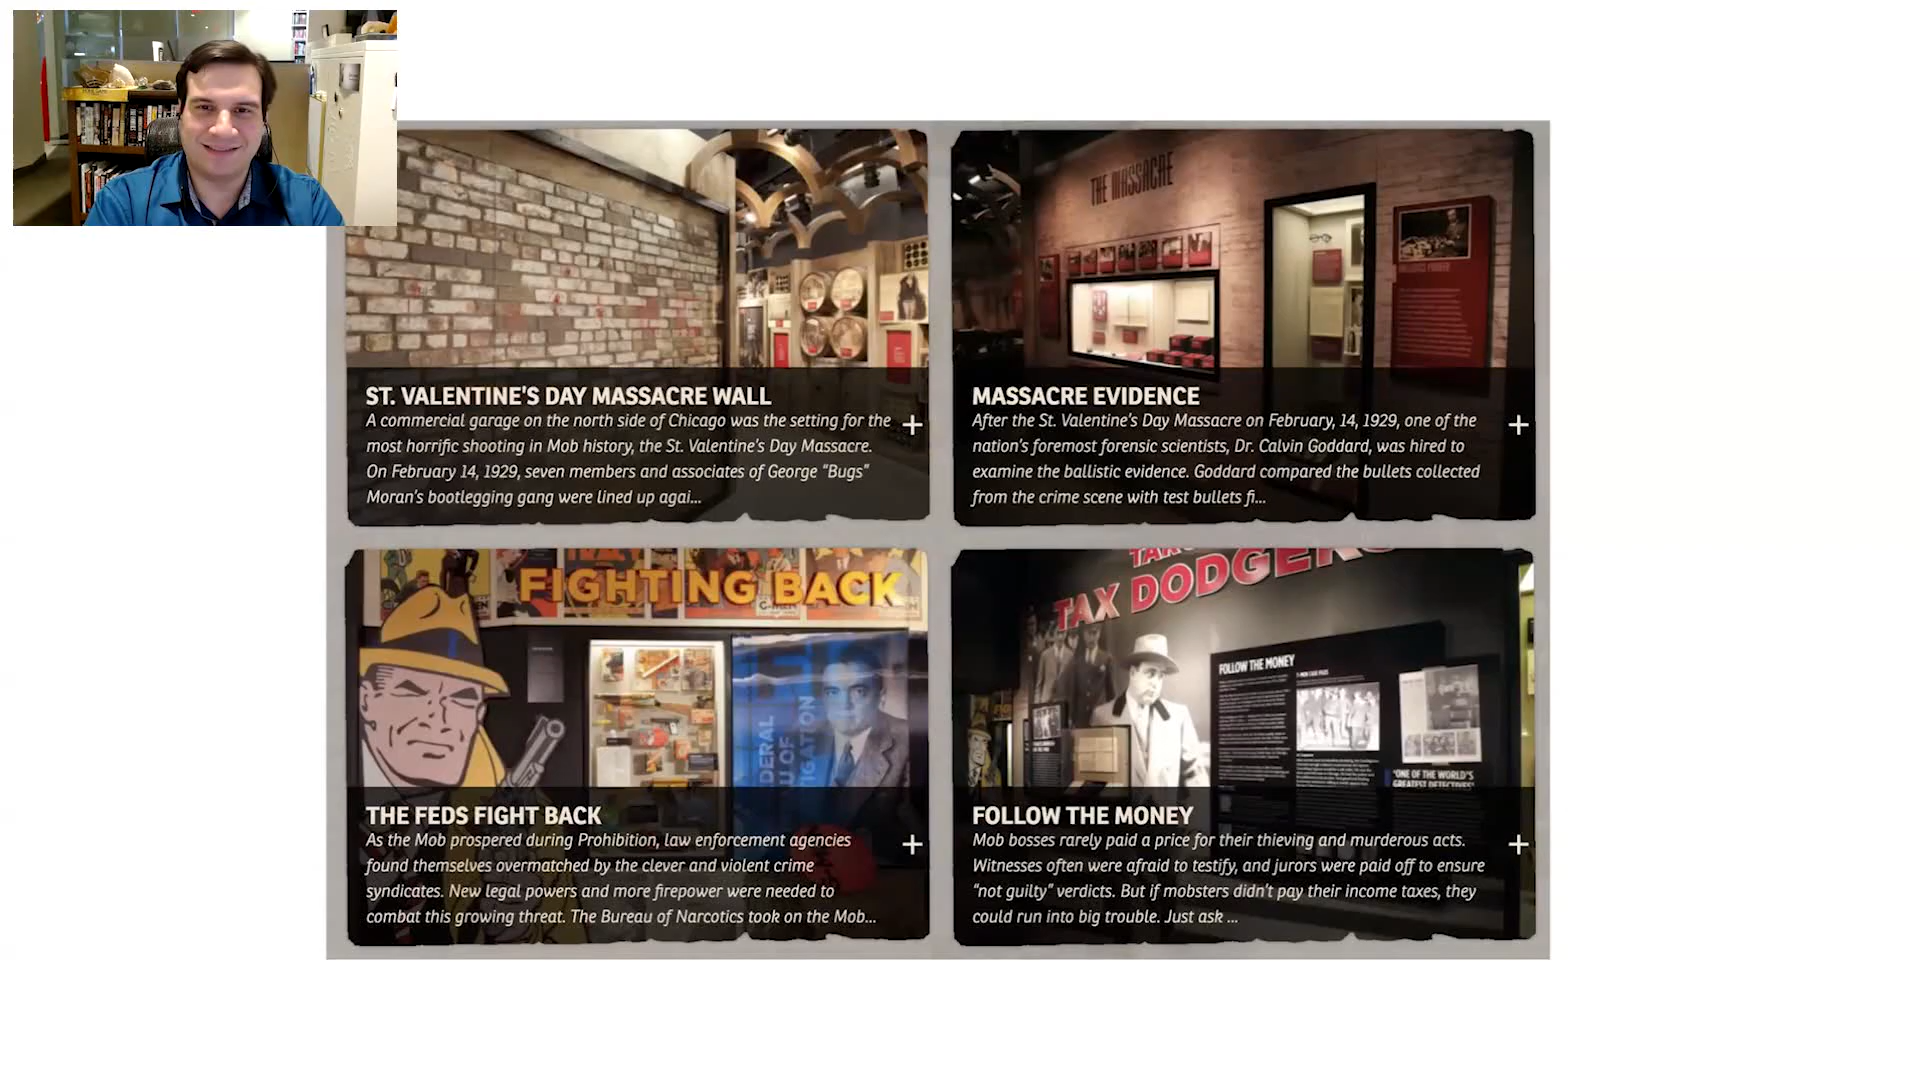 THE MASSACRE
ST. VALENTINE'S DAY MASSACRE WALL
A commercial garage on the north side of Chicago was the setting for the
most horrific shooting in Mob history, the St. Valentine's Day Massacre.
On February 14, 1929, seven members and associates of George "Bugs"
Moran's bootlegging gang were lined up agai...
+
MASSACRE EVIDENCE
After the St. Valentine's Day Massacre on February, 14, 1929, one of the
nation's foremost forensic scientists, Dr. Calvin Goddard, was hired to
examine the ballistic evidence. Goddard compared the bullets collected
from the crime scene with test bullets fi...
+
FIGHTING BACK
THE FEDS FIGHT BACK
As the Mob prospered during Prohibition, law enforcement agencies
found themselves overmatched by the clever and violent crime
syndicates. New legal powers and more firepower were needed to
combat this growing threat. The Bureau of Narcotics took on the Mob...
+
TAX DODGERS
FOLLOW THE MONEY
"ONE OF THE WORLD'S
GREATEST DETECTIVES"
FOLLOW THE MONEY
Mob bosses rarely paid a price for their thieving and murderous acts.
Witnesses often were afraid to testify, and jurors were paid off to ensure
"not guilty" verdicts. But if mobsters didn't pay their income taxes, they
could run into big trouble. Just ask ...
+